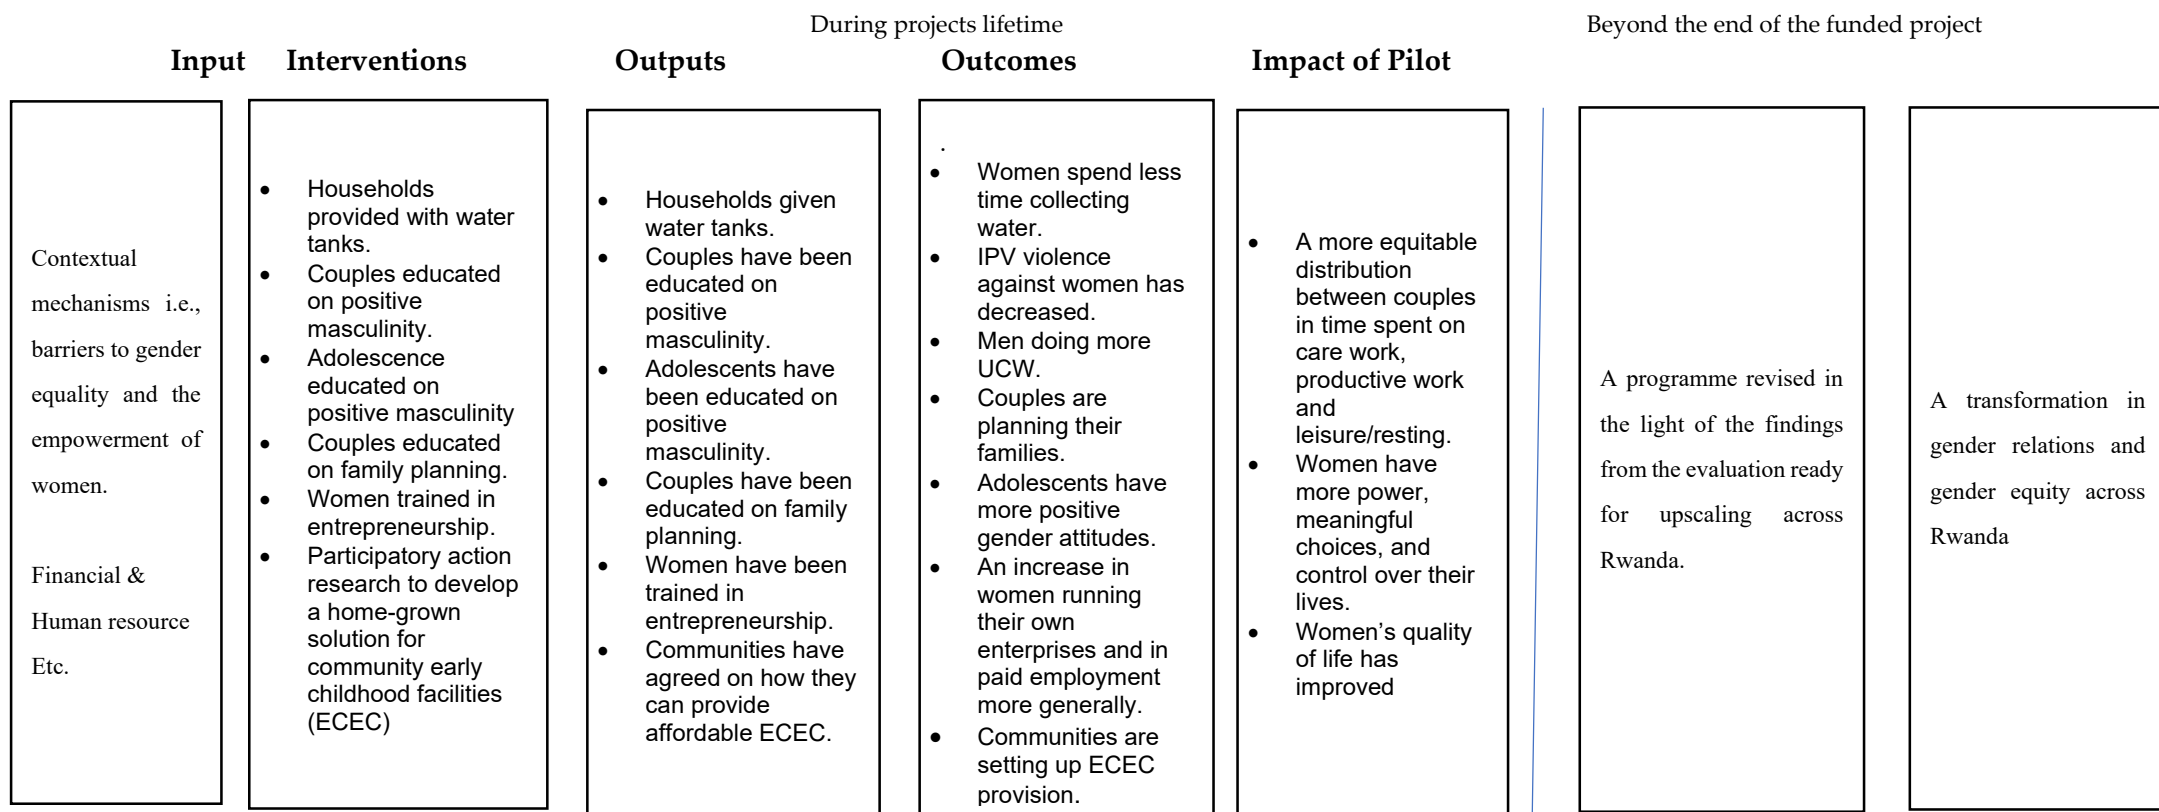 During projects lifetime
Beyond the end of the funded project
Input
Interventions
Outputs
Outcomes
Impact of Pilot
Contextual
mechanisms i.e.,
barriers to gender
equality and the
empowerment of
women.
Financial &
Human resource
Etc.
• Households
provided with water
tanks.
• Couples educated
on positive
masculinity.
• Adolescence
educated on
positive masculinity
• Couples educated
on family planning.
• Women trained in
entrepreneurship.
• Participatory action
research to develop
a home-grown
solution for
community early
childhood facilities
(ECEC)
• Households given
water tanks.
• Couples have been
educated on
positive
masculinity.
• Adolescents have
been educated on
positive
masculinity.
• Couples have been
educated on family
planning.
• Women have been
trained in
entrepreneurship.
• Communities have
agreed on how they
can provide
affordable ECEC.
.
• Women spend less
time collecting
water.
• IPV violence
against women has
decreased.
• Men doing more
UCW.
• Couples are
planning their
families.
• Adolescents have
more positive
gender attitudes.
• An increase in
women running
their own
enterprises and in
paid employment
more generally.
• Communities are
setting up ECEC
provision.
• A more equitable
distribution
between couples
in time spent on
care work,
productive work
and
leisure/resting.
• Women have
more power,
meaningful
choices, and
control over their
lives.
• Women’s quality
of life has
improved
A programme revised in
the light of the findings
from the evaluation ready
for upscaling across
Rwanda.
A transformation in
gender relations and
gender equity across
Rwanda